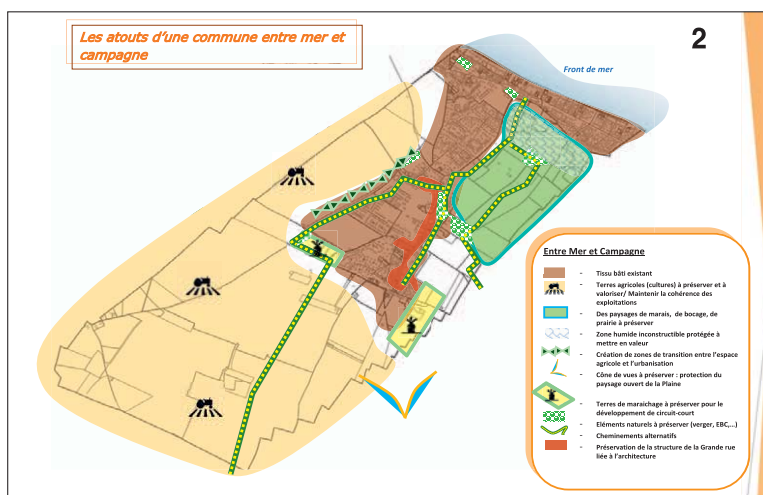 Les atouts d'une commune entre mer et
campagne
2
Front de mer
Entre Mer et Campagne
- Tissu bâti existant
- Terres agricoles (cultures) à préserver et à
valoriser/ Maintenir la cohérence des
exploitations
- Des paysages de marais, de bocage, de
prairie à préserver
- Zone humide inconstructible protégée à
mettre en valeur
- Création de zones de transition entre l'espace
agricole et l'urbanisation
- Cône de vues à préserver : protection du
paysage ouvert de la Plaine
- Terres de maraichage à préserver pour le
développement de circuit-court
- Eléments naturels à préserver (verger, EBC,...)
- Cheminements alternatifs
- Préservation de la structure de la Grande rue
liée à l'architecture